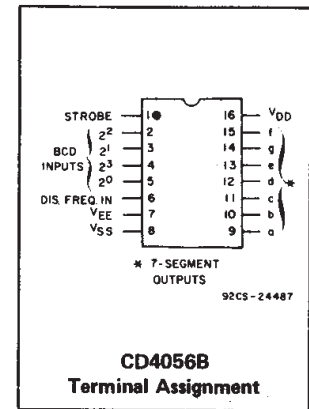 STROBE 1 16 VDD
2² 2 15 f
BCD 2¹ 3 14 g
INPUTS 2³ 4 13 e
2⁰ 5 12 d *
DIS. FREQ. IN 6 11 c
VEE 7 10 b
VSS 8 9 a
* 7-SEGMENT
OUTPUTS
92CS-24487
CD4056B
Terminal Assignment